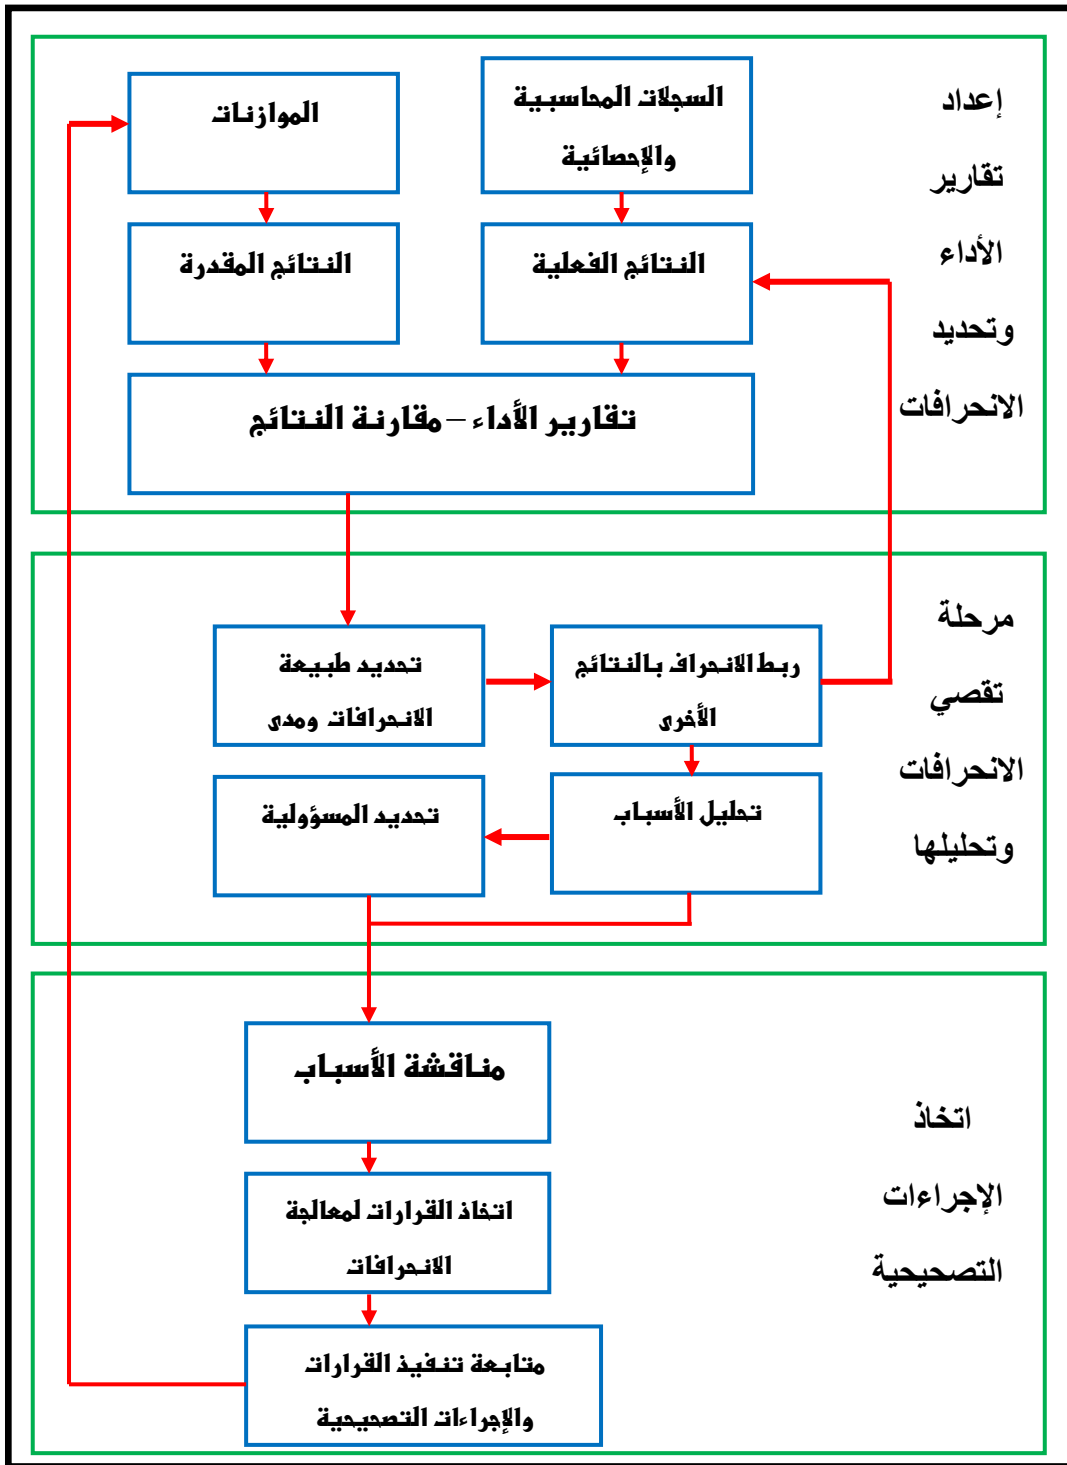 إعداد
تقارير
الأداء
وتحديد
الانحرافات
السجلات المحاسبية
والإحصائية
الموازنات
النتائج الفعلية
النتائج المقدرة
تقارير الأداء – مقارنة النتائج
مرحلة
تقصي
الانحرافات
وتحليلها
ربط الانحراف بالنتائج
الأخرى
تحديد طبيعة
الانحرافات ومدى
تحليل الأسباب
تحديد المسؤولية
اتخاذ
الإجراءات
التصحيحية
مناقشة الأسباب
اتخاذ القرارات لمعالجة
الانحرافات
متابعة تنفيذ القرارات
والإجراءات التصحيحية